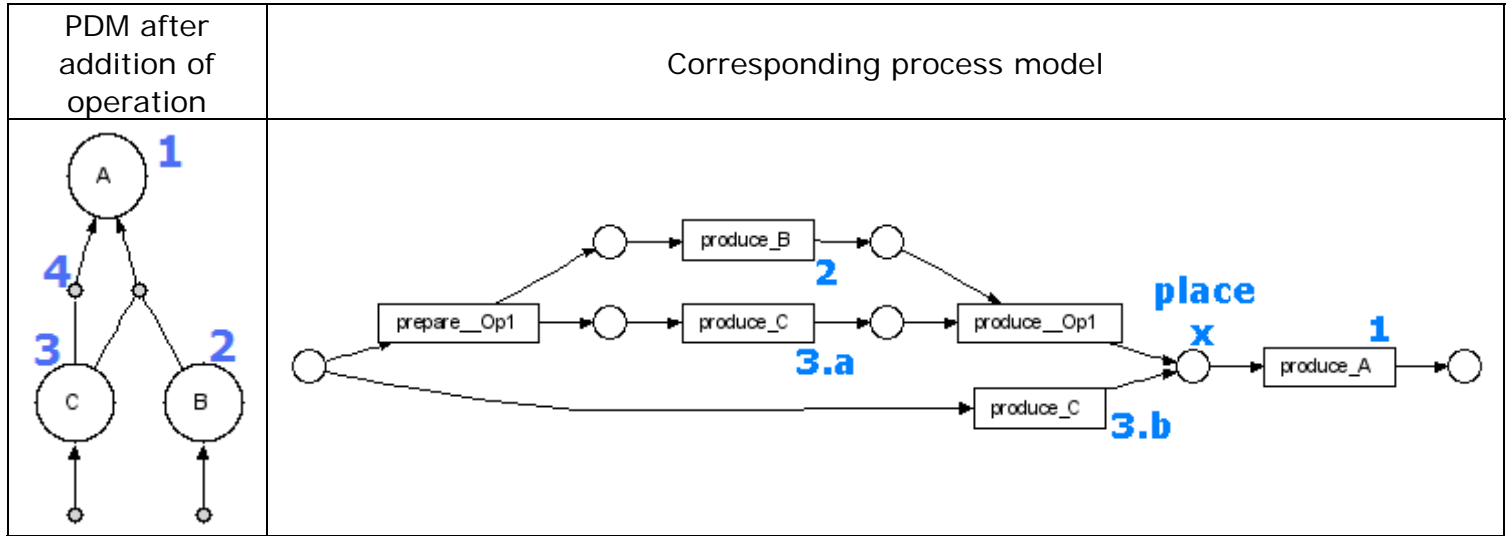 PDM after
addition of
operation
Corresponding process model
A
1
4
3
2
C
B
produce_B
2
prepare__Op1
produce_C
produce__Op1
3.a
place
x
1
produce_A
produce_C
3.b